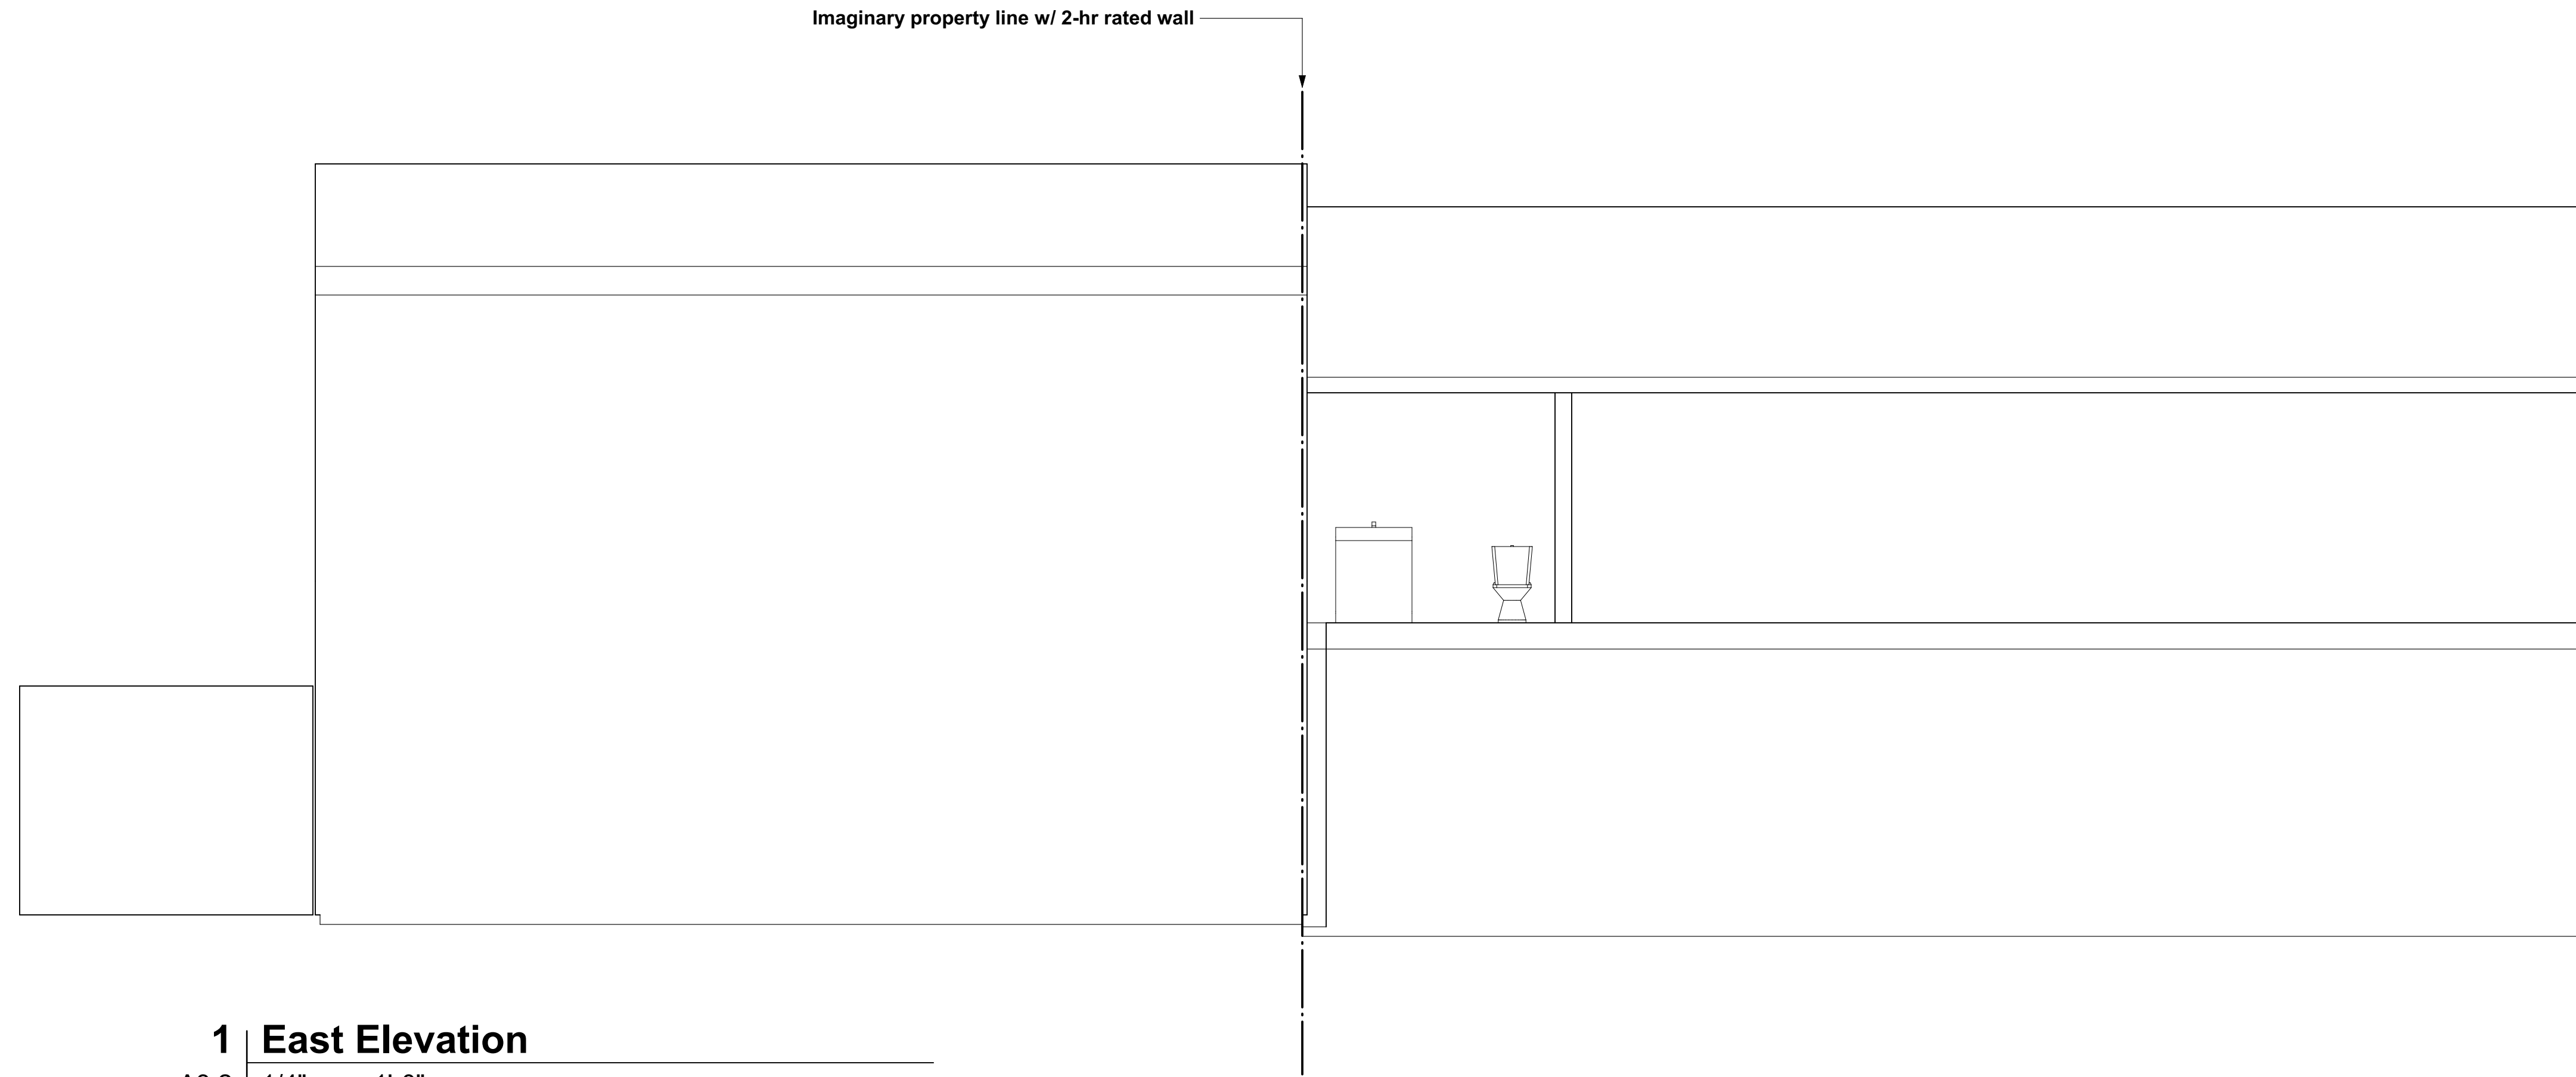 Imaginary property line w/ 2-hr rated wall
1 East Elevation